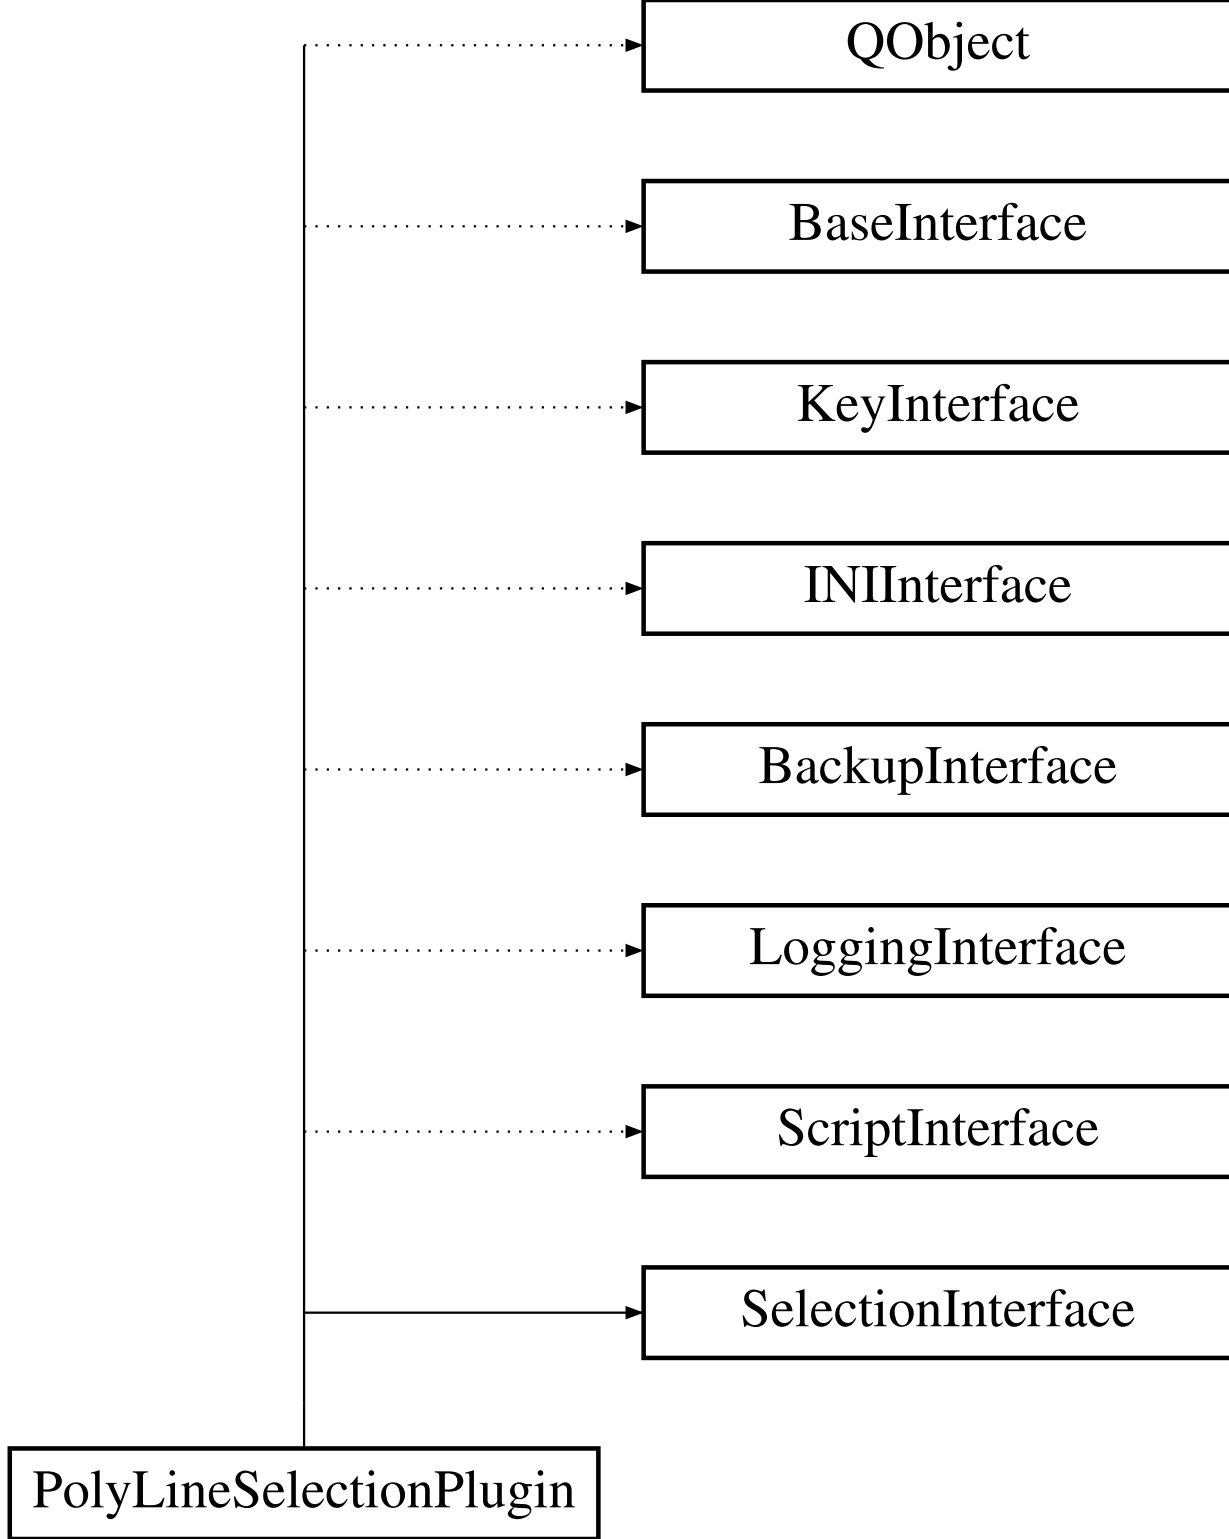 QObject
BaseInterface
KeyInterface
INIInterface
BackupInterface
LoggingInterface
ScriptInterface
SelectionInterface
PolyLineSelectionPlugin